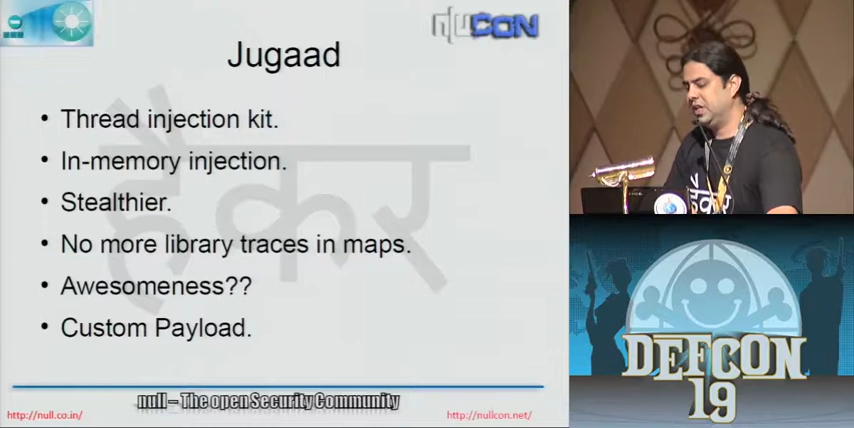 nullCON
Jugaad
हॅकर
• Thread injection kit.
• In-memory injection.
• Stealthier.
• No more library traces in maps.
• Awesomeness??
• Custom Payload.
null – The open Security Community
http://null.co.in/
http://nullcon.net/
DEFCON
19